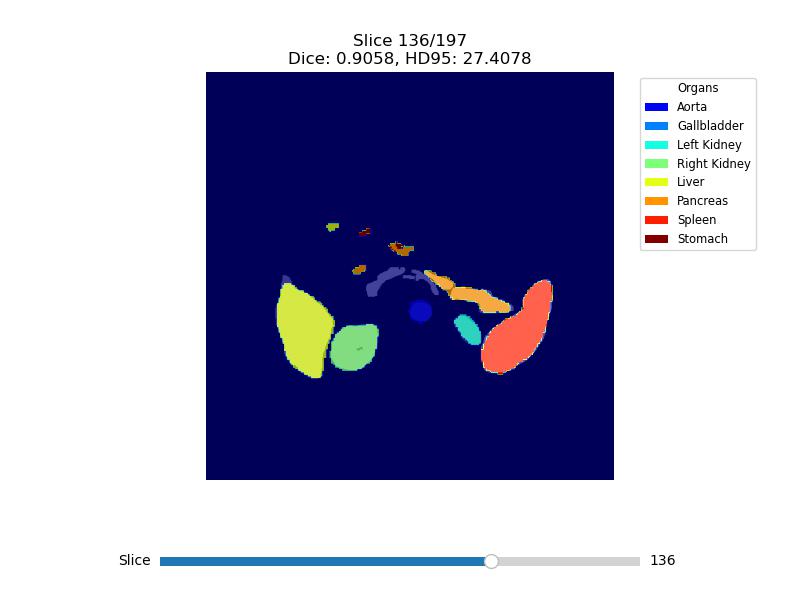 Slice 136/197
Dice: 0.9058, HD95: 27.4078
Organs
Aorta
Gallbladder
Left Kidney
Right Kidney
Liver
Pancreas
Spleen
Stomach
Slice 136